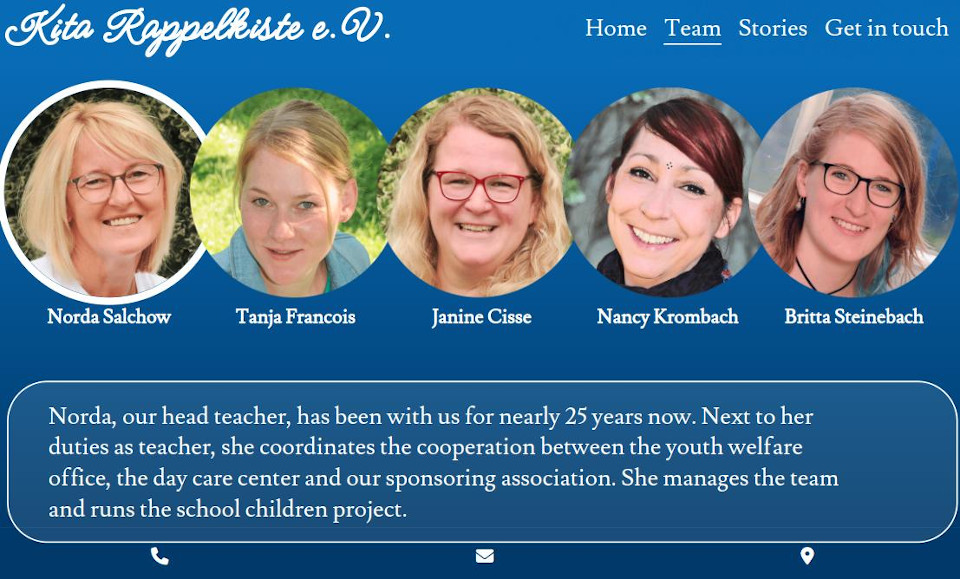 Kita Rappelkiste e.V.
Home Team Stories Get in touch
Norda Salchow Tanja Francois Janine Cisse Nancy Krombach Britta Steinebach
Norda, our head teacher, has been with us for nearly 25 years now. Next to her
duties as teacher, she coordinates the cooperation between the youth welfare
office, the day care center and our sponsoring association. She manages the team
and runs the school children project.